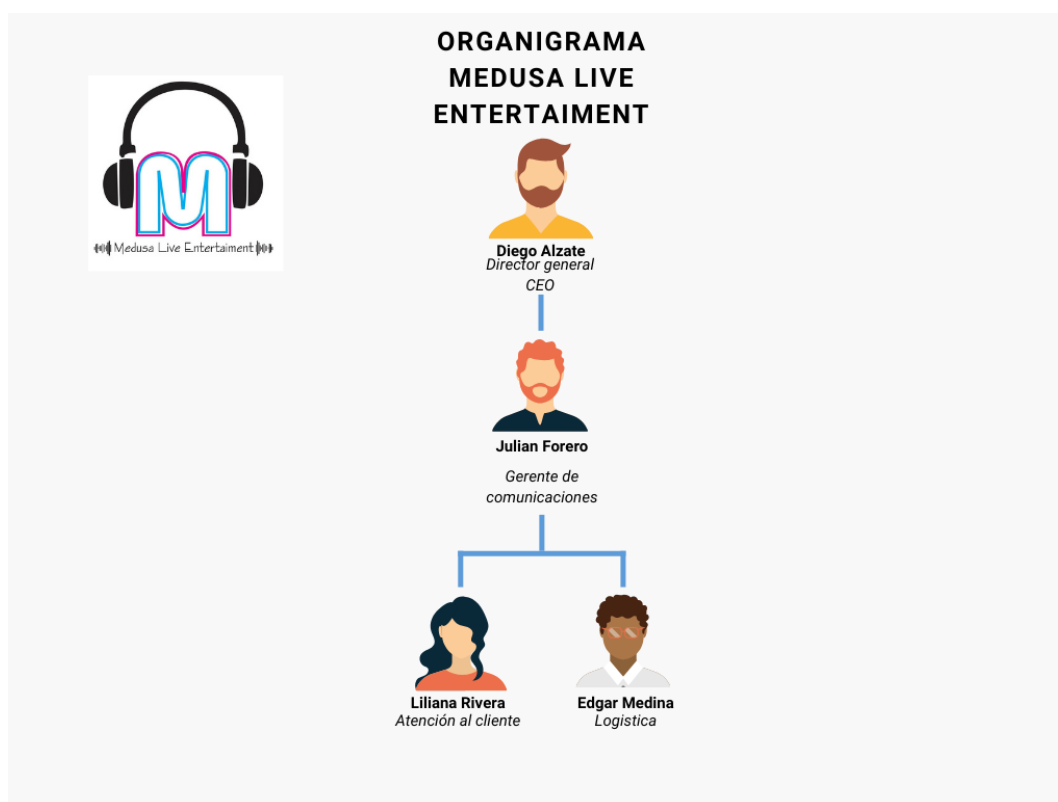 ORGANIGRAMA
MEDUSA LIVE
ENTERTAIMENT
M
Medusa Live Entertaiment
Diego Alzate
Director general
CEO
Julian Forero
Gerente de
comunicaciones
Liliana Rivera
Atención al cliente
Edgar Medina
Logistica